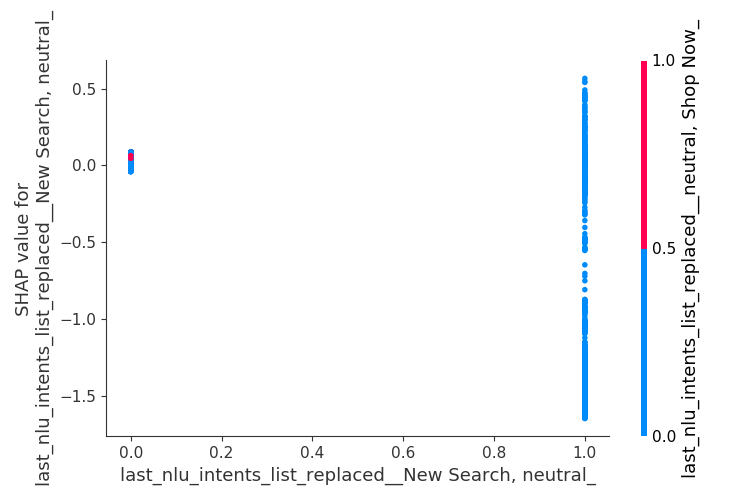 SHAP value for
last_nlu_intents_list_replaced__New Search, neutral_
0.5
0.0
−0.5
−1.0
−1.5
0.0 0.2 0.4 0.6 0.8 1.0
last_nlu_intents_list_replaced__New Search, neutral_
1.0
0.5
0.0
last_nlu_intents_list_replaced__neutral, Shop Now_